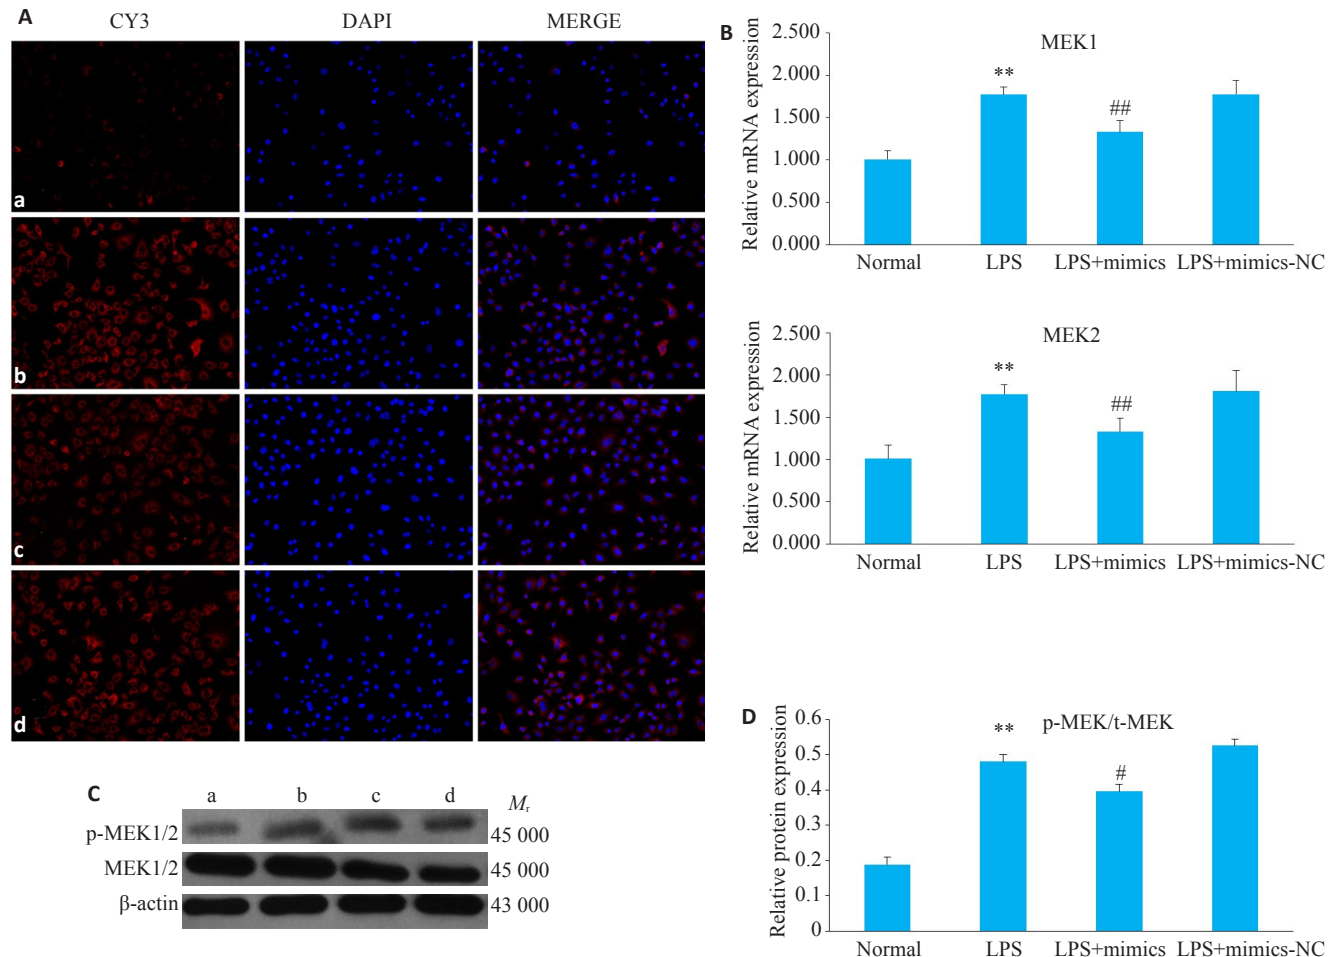 A
CY3 DAPI MERGE
a
b
c
d
B
MEK1
Relative mRNA expression
2.500
2.000
1.500
1.000
0.500
0.000
**
##
Normal LPS LPS+mimics LPS+mimics-NC
MEK2
Relative mRNA expression
2.500
2.000
1.500
1.000
0.500
0.000
**
##
Normal LPS LPS+mimics LPS+mimics-NC
C
a b c d Mr
p-MEK1/2 45 000
MEK1/2 45 000
β-actin 43 000
D
p-MEK/t-MEK
Relative protein expression
0.6
0.5
0.4
0.3
0.2
0.1
0
**
#
Normal LPS LPS+mimics LPS+mimics-NC